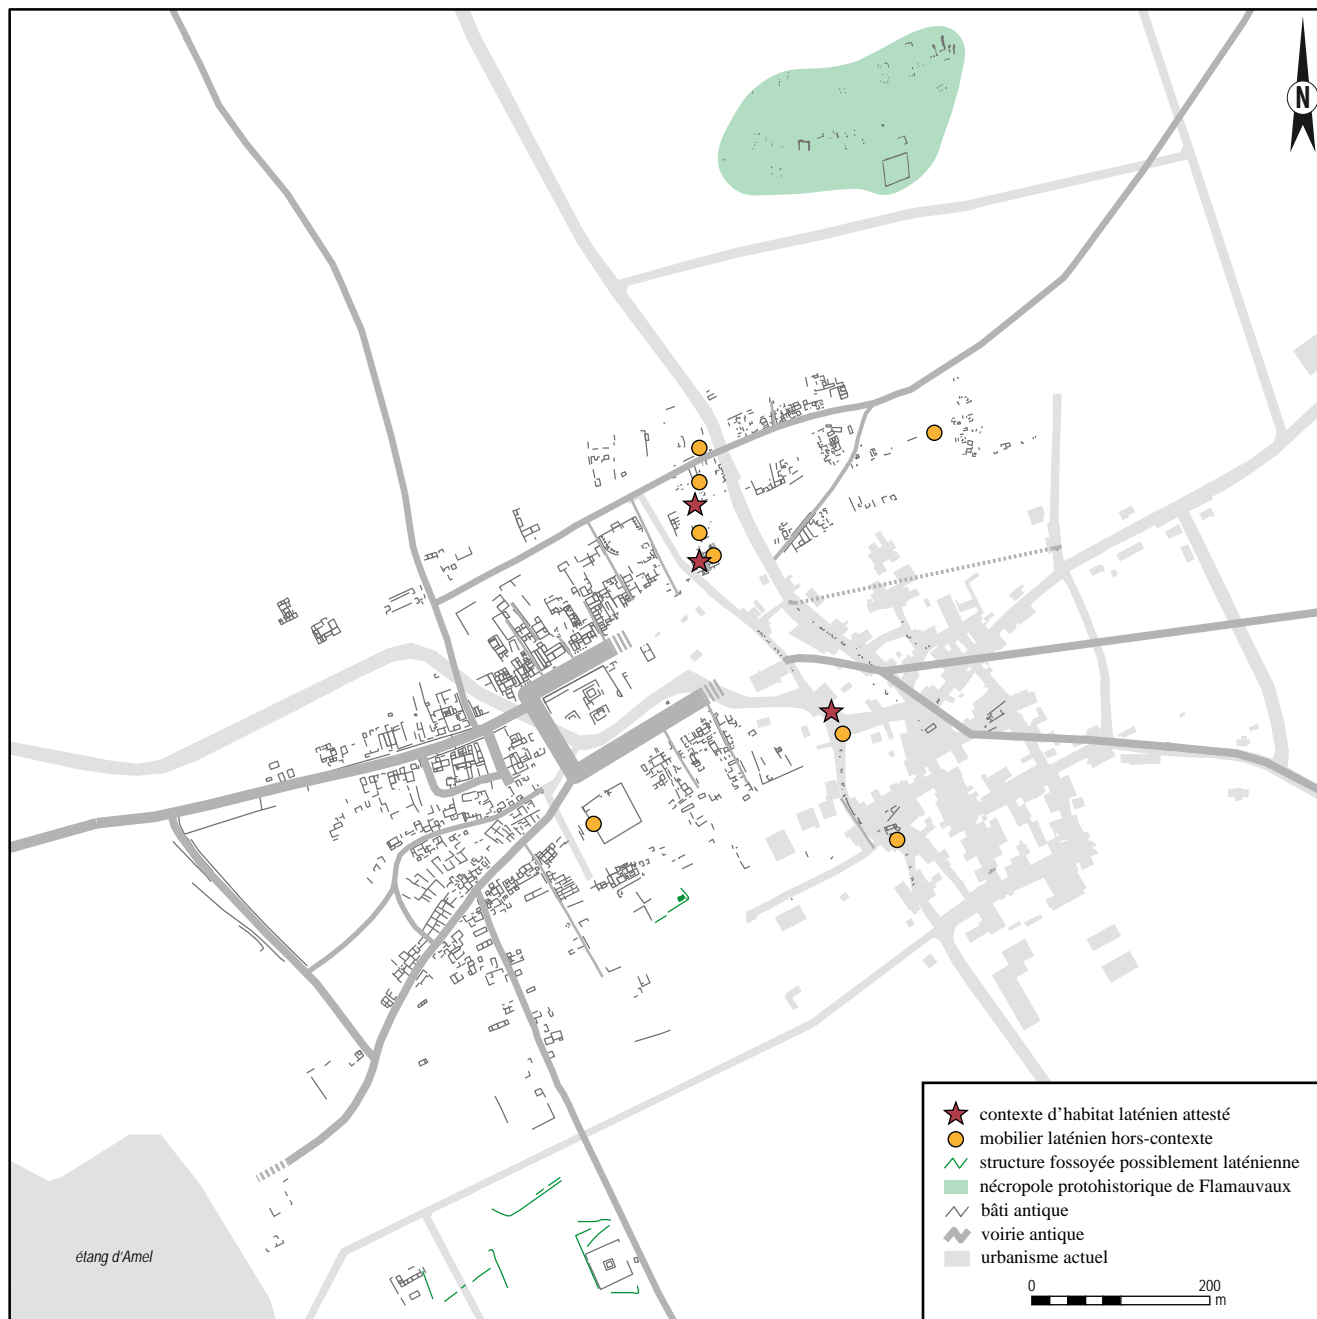 N
contexte d'habitat laténien attesté
mobilier laténien hors-contexte
structure fossoyée possiblement laténienne
nécropole protohistorique de Flamauvaux
bâti antique
voirie antique
urbanisme actuel
étang d'Amel
0 200
m